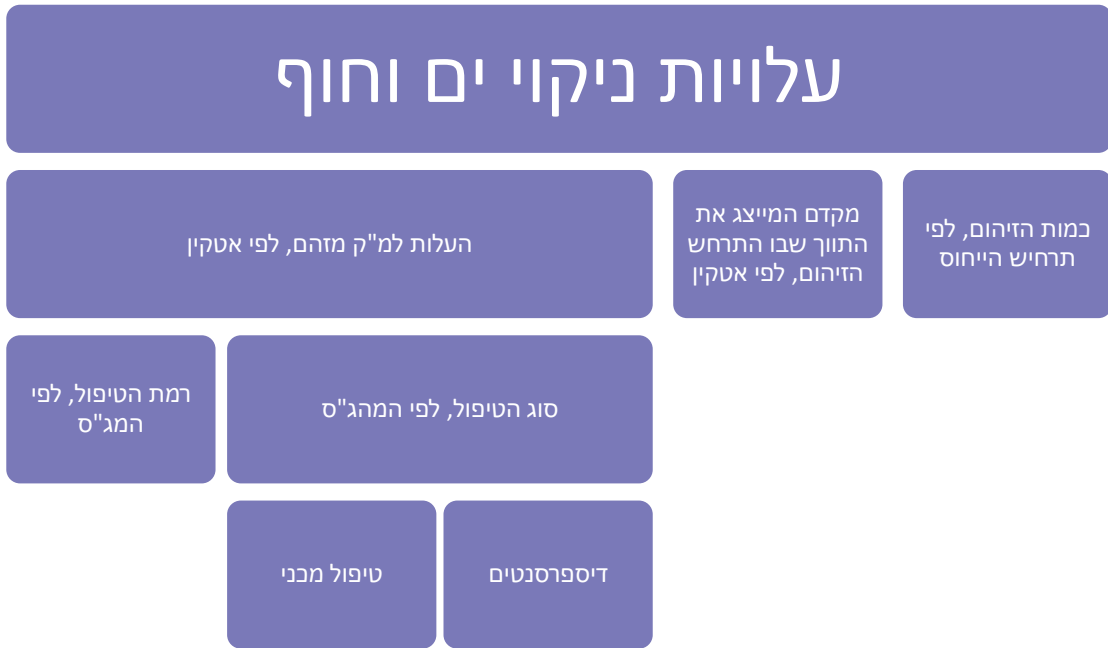 עלויות ניקוי ים וחוף
כמות הזיהום, לפי
תרחיש הייחוס
מקדם המייצג את
התווך שבו התרחש
הזיהום, לפי אטקין
העלות למ"ק מזהם, לפי אטקין
סוג הטיפול, לפי המהג"ס
רמת הטיפול, לפי
המג"ס
דיספרסנטים
טיפול מכני